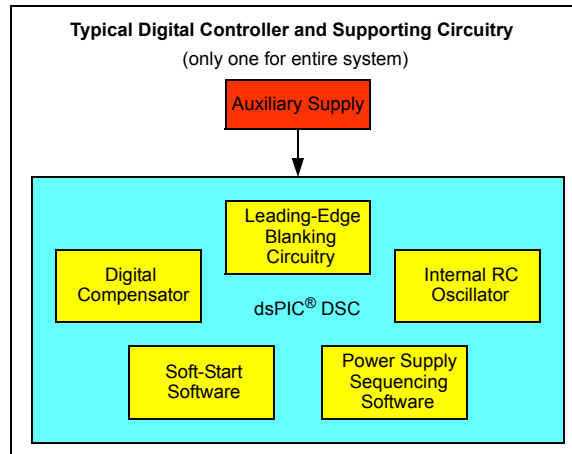 Typical Digital Controller and Supporting Circuitry
(only one for entire system)
Auxiliary Supply
Leading-Edge
Blanking
Circuitry
Digital
Compensator
Internal RC
Oscillator
dsPIC® DSC
Soft-Start
Software
Power Supply
Sequencing
Software